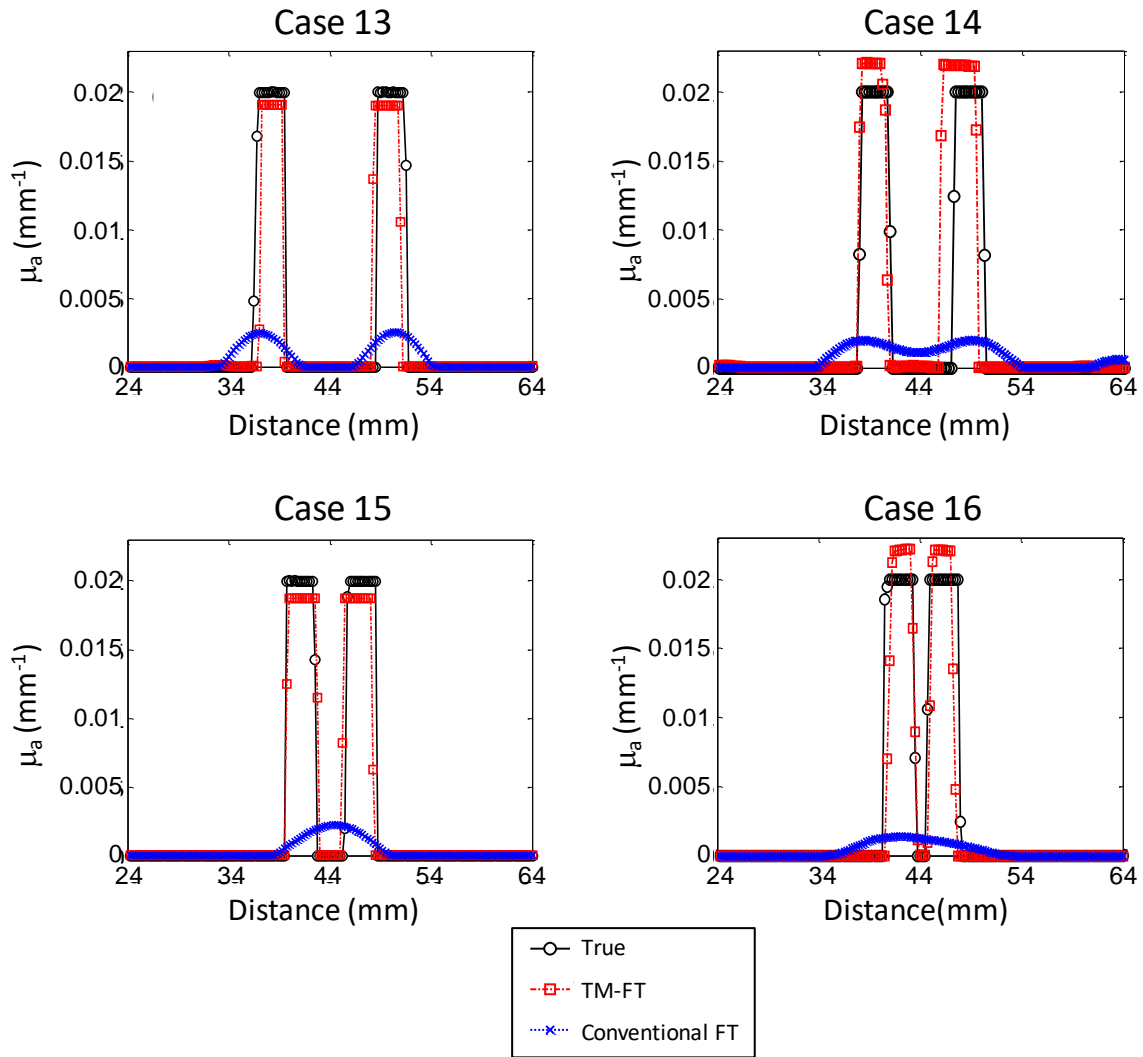 Case 13
0.02
0.015
0.01
0.005
0
μa (mm-1)
24 34 44 54 64
Distance (mm)
Case 14
0.02
0.015
0.01
0.005
0
μa (mm-1)
24 34 44 54 64
Distance (mm)
Case 15
0.02
0.015
0.01
0.005
0
μa (mm-1)
24 34 44 54 64
Distance (mm)
Case 16
0.02
0.015
0.01
0.005
0
μa (mm-1)
24 34 44 54 64
Distance(mm)
True
TM-FT
Conventional FT